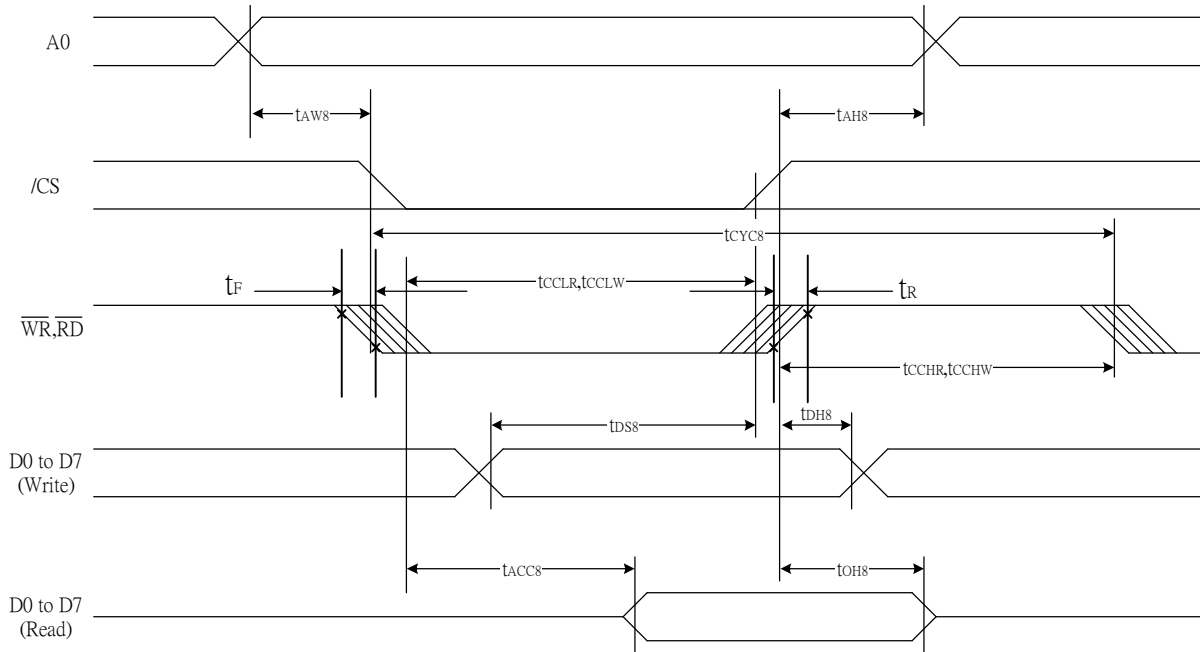 A0
tAW8
tAH8
/CS
tCYC8
tF
tCCLR,tCCLW
tR
WR,RD
tCCHR,tCCHW
tDS8
tDH8
D0 to D7
(Write)
tACC8
tOH8
D0 to D7
(Read)